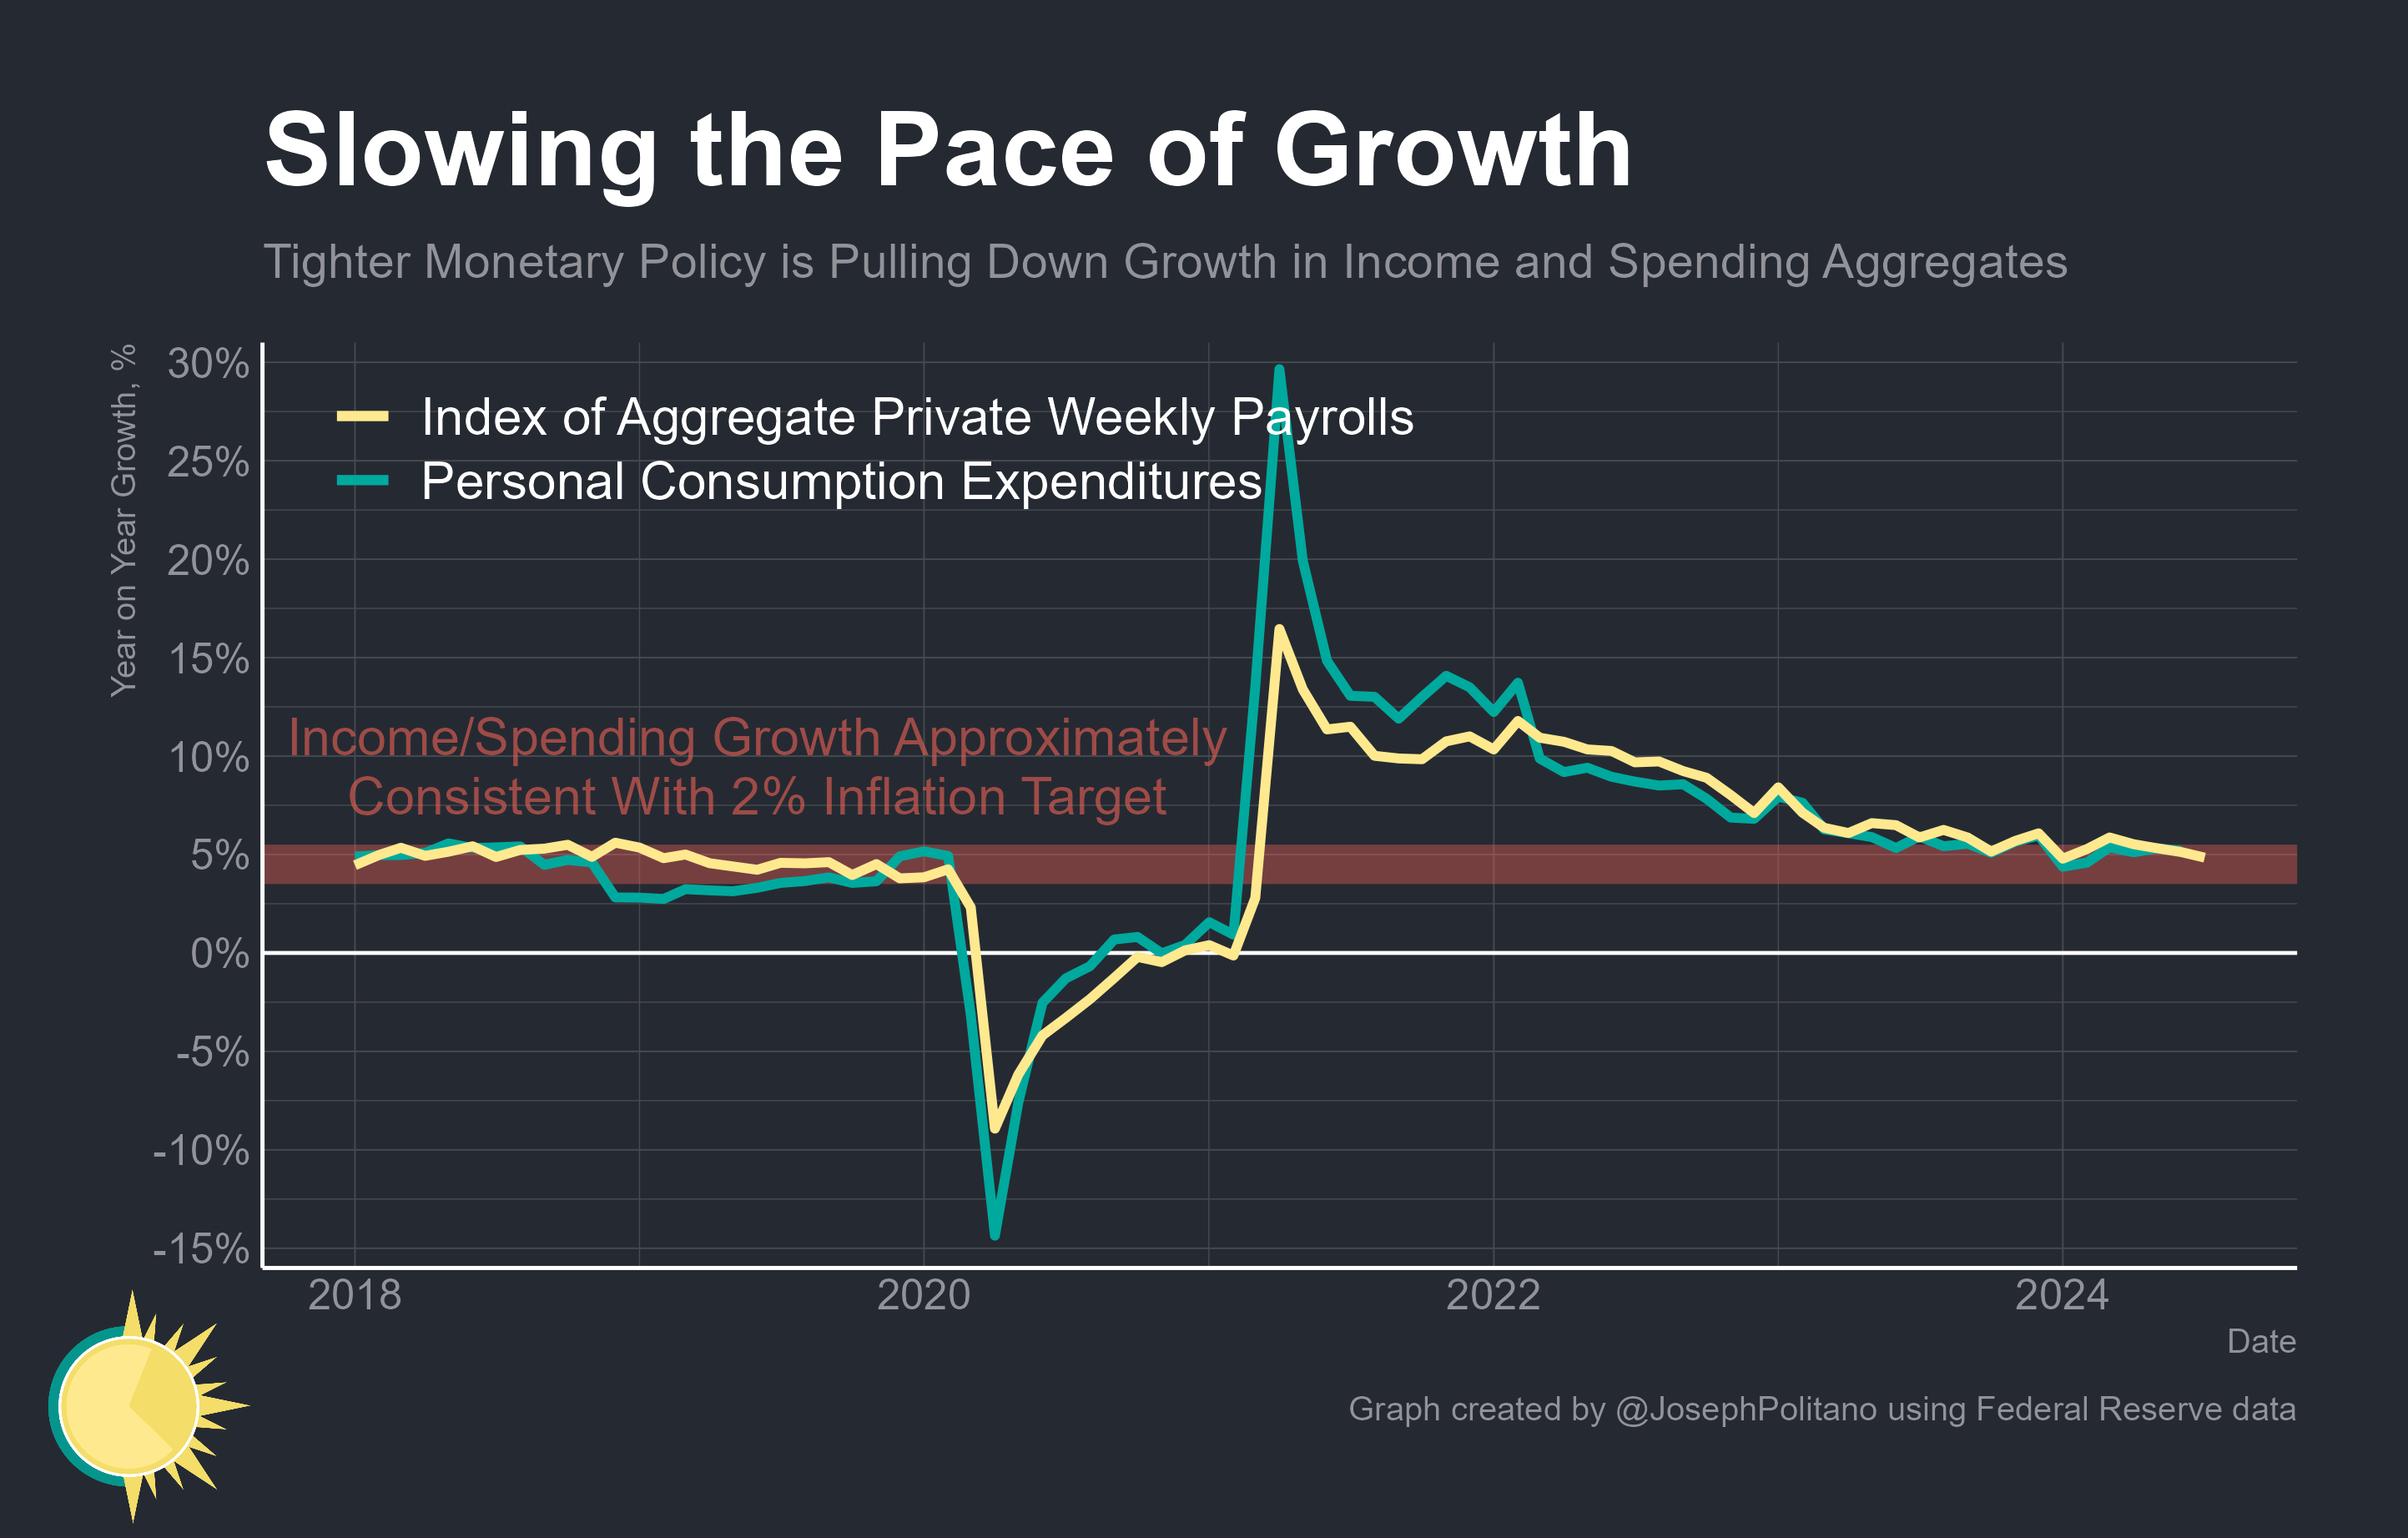 Slowing the Pace of Growth
Tighter Monetary Policy is Pulling Down Growth in Income and Spending Aggregates
Year on Year Growth, %
30%
25%
20%
15%
10%
5%
0%
-5%
-10%
-15%
Index of Aggregate Private Weekly Payrolls
Personal Consumption Expenditures
Income/Spending Growth Approximately
Consistent With 2% Inflation Target
2018
2020
2022
2024
Date
Graph created by @JosephPolitano using Federal Reserve data